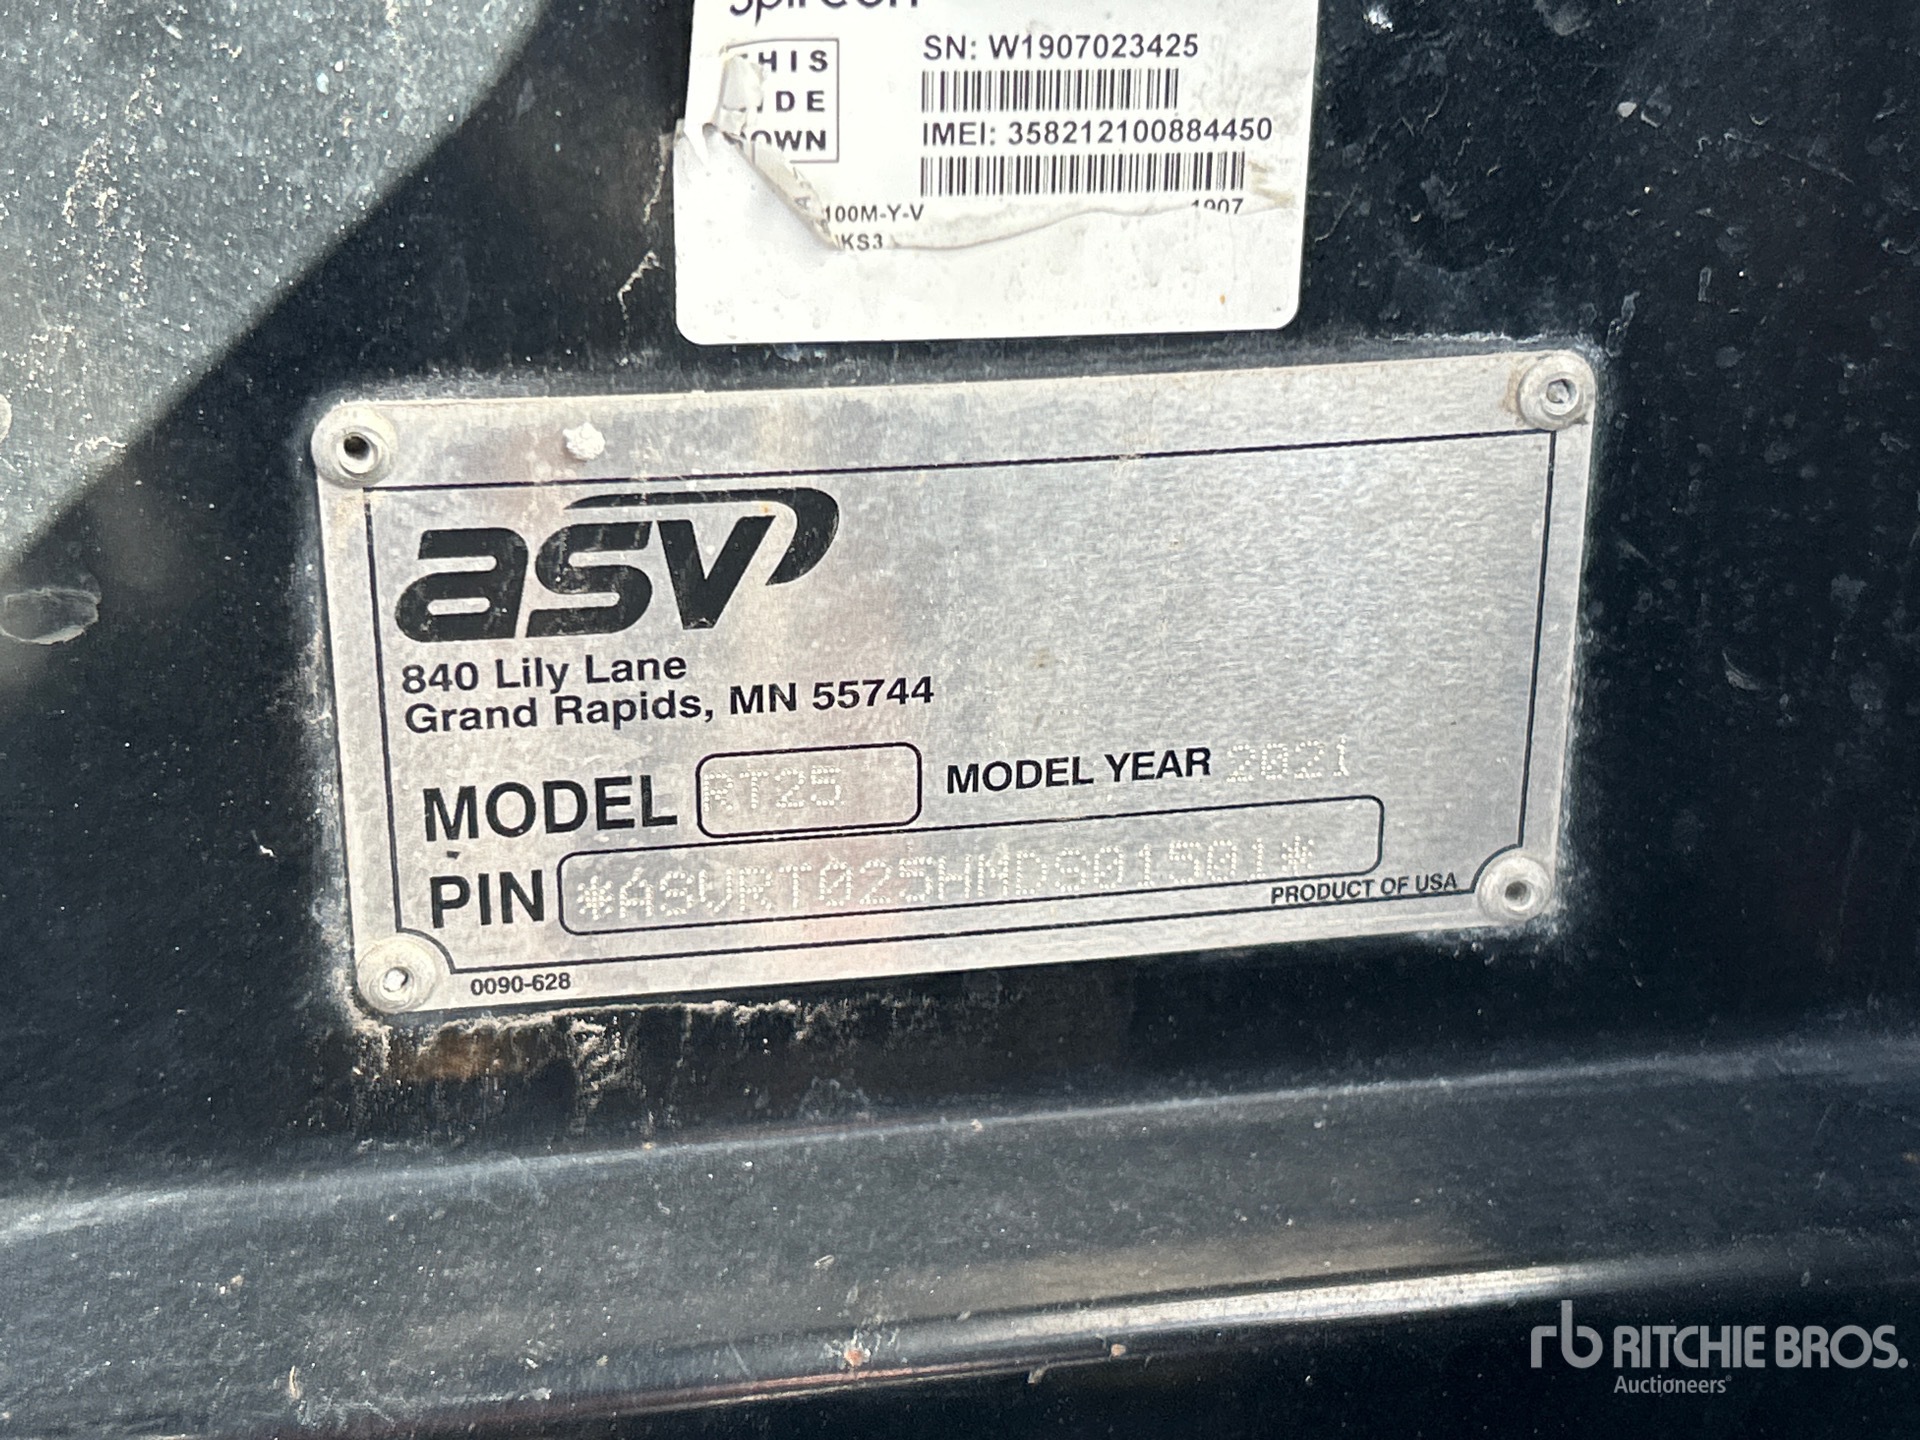 SN: W1907023425
THIS
SIDE
DOWN
IMEI: 358212100884450
100M-Y-V
1907
KS3
asv
840 Lily Lane
Grand Rapids, MN 55744
MODEL RT25 MODEL YEAR 2021
PIN *ASVRT025HMDS01501*
PRODUCT OF USA
0090-628
rb RITCHIE BROS.
Auctioneers